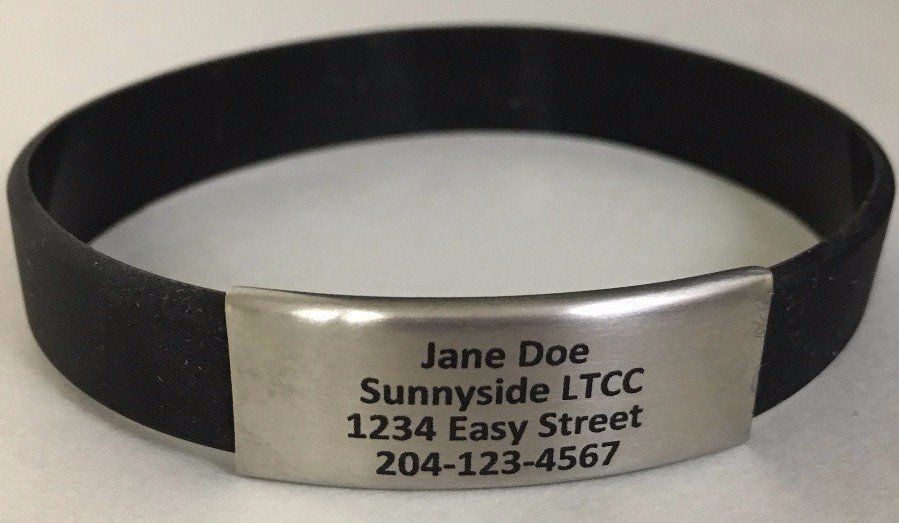 Jane Doe
Sunnyside LTCC
1234 Easy Street
204-123-4567